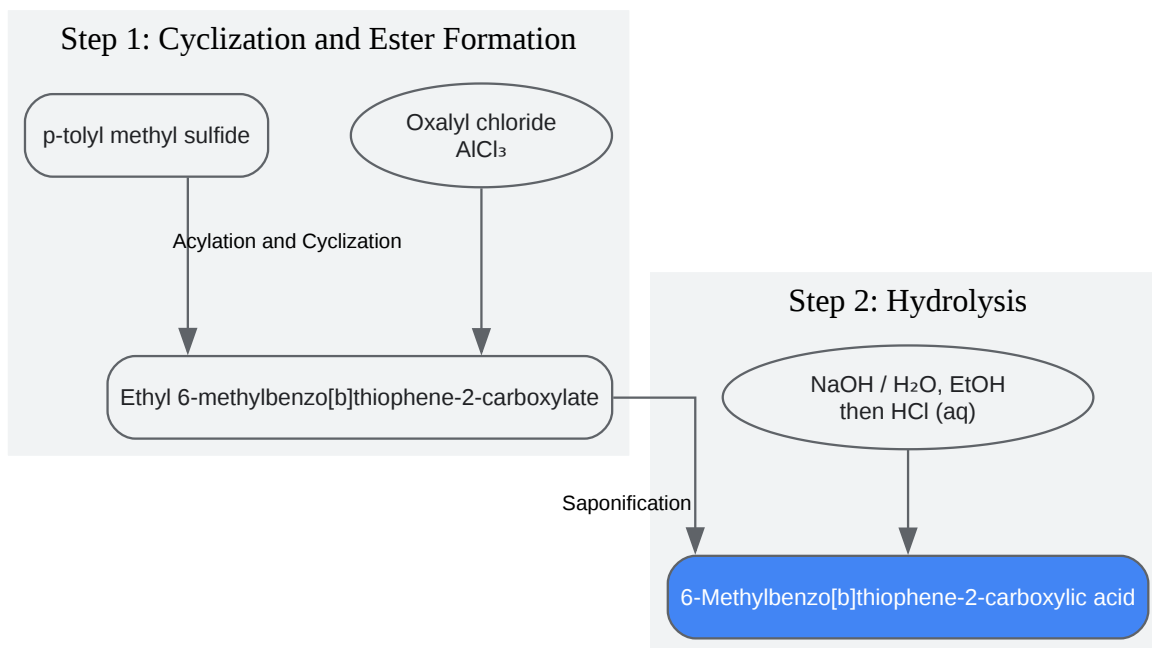 Step 1: Cyclization and Ester Formation
p-tolyl methyl sulfide
Oxalyl chloride
AlCl₃
Acylation and Cyclization
Ethyl 6-methylbenzo[b]thiophene-2-carboxylate
Step 2: Hydrolysis
NaOH / H₂O, EtOH
then HCl (aq)
Saponification
6-Methylbenzo[b]thiophene-2-carboxylic acid